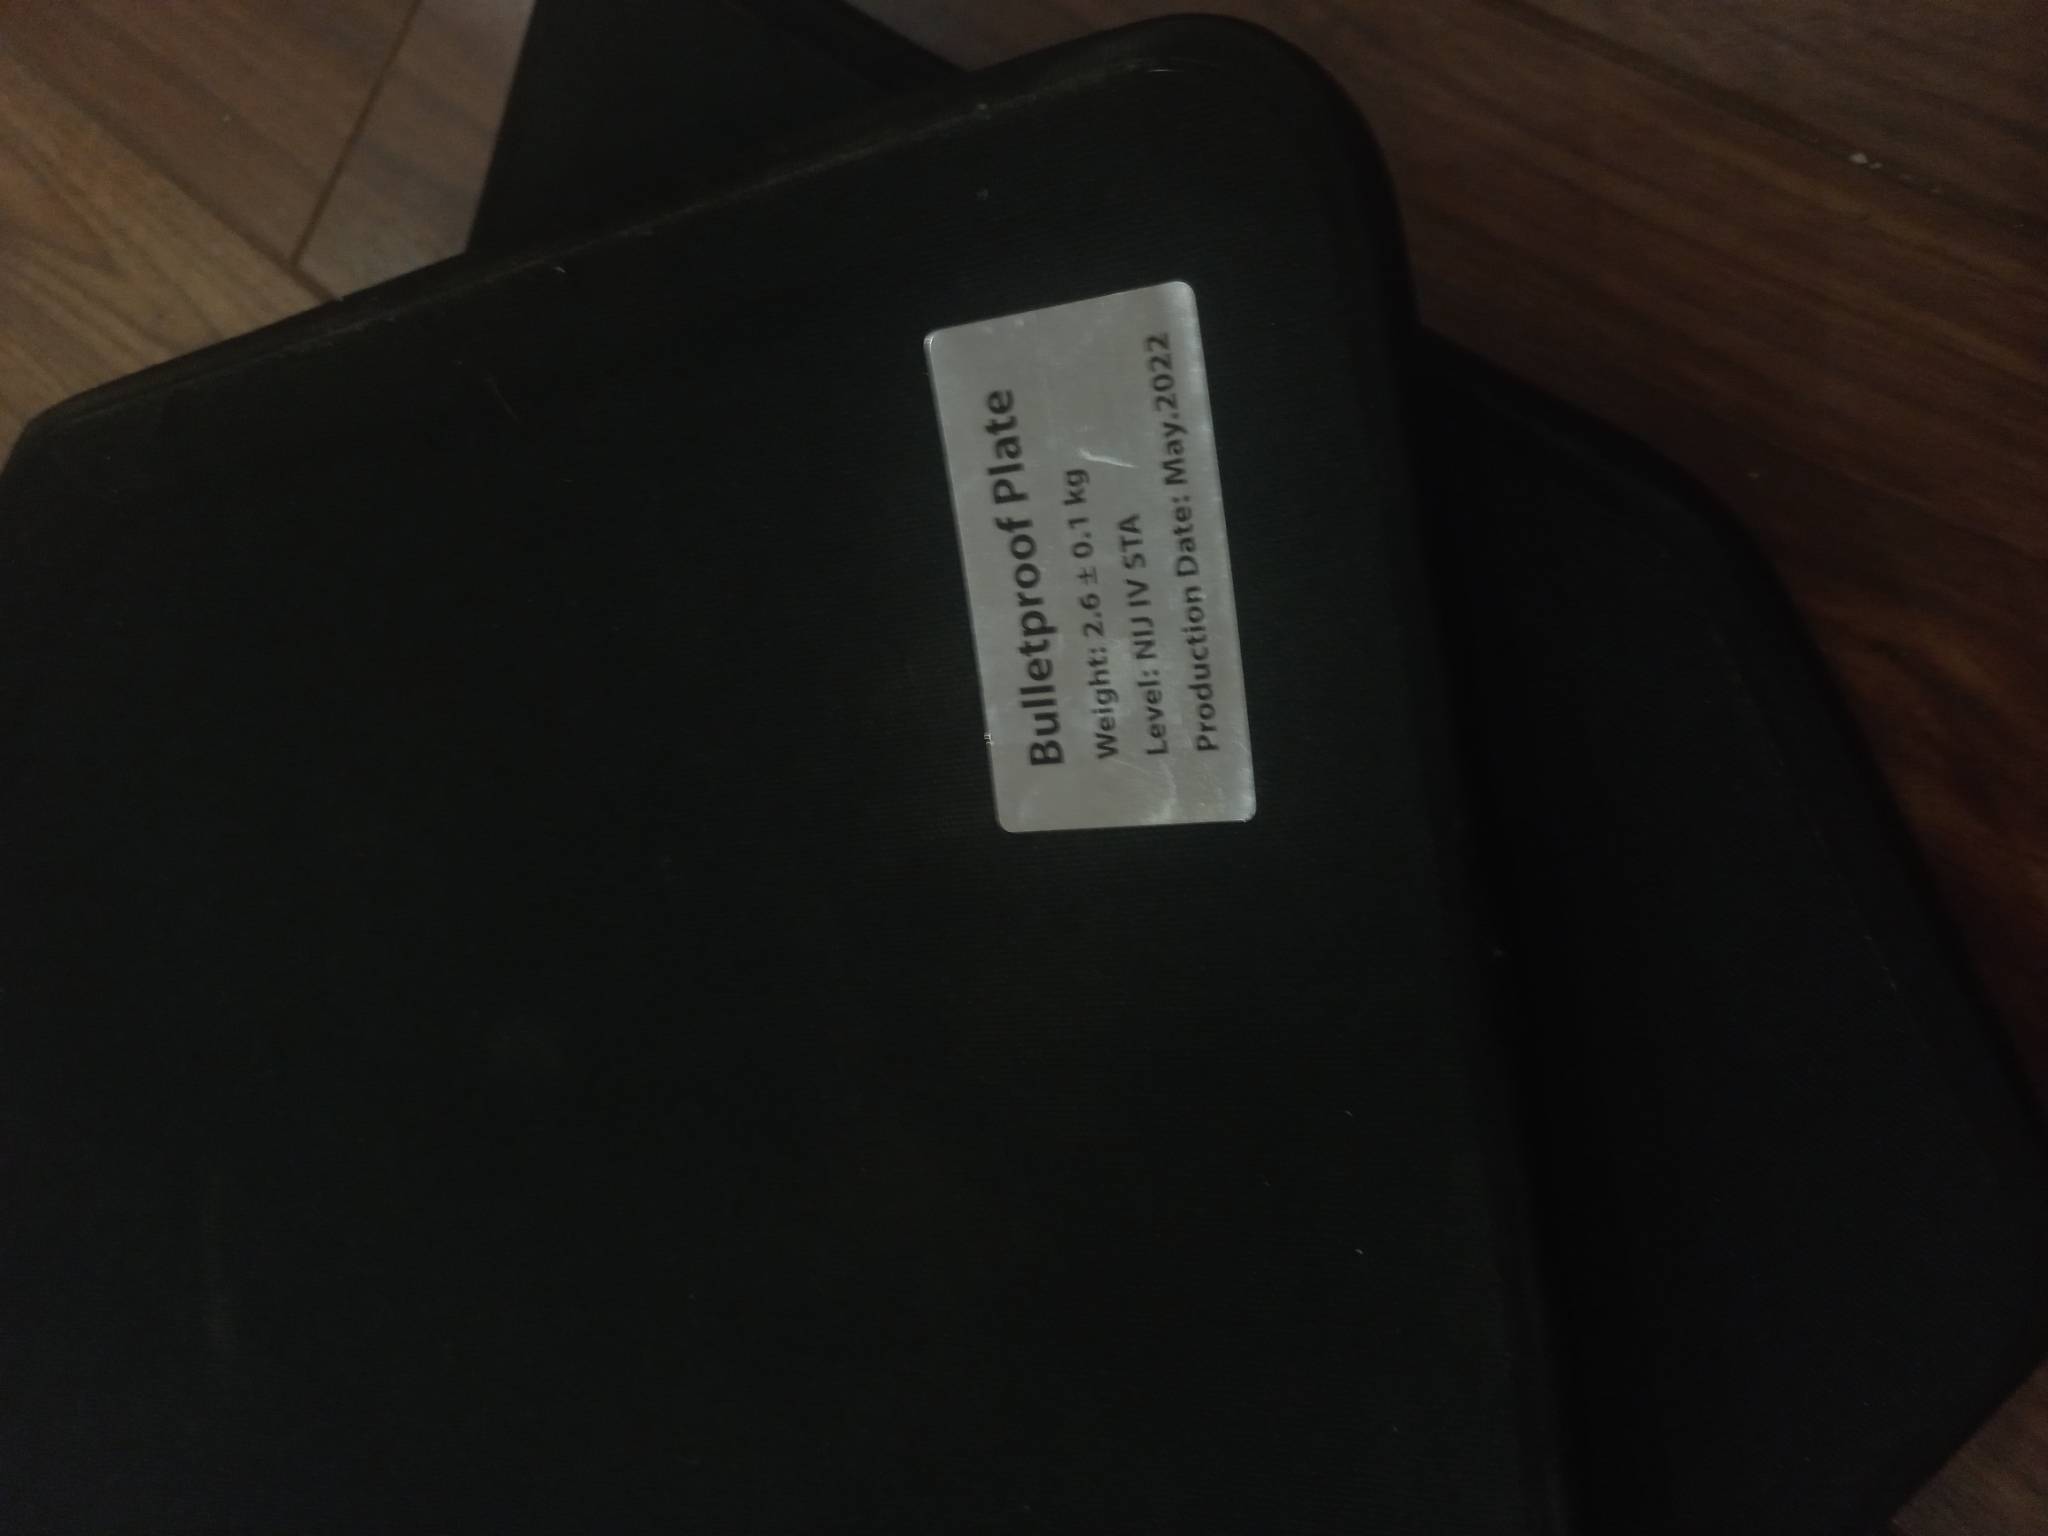 Bulletproof Plate
Weight: 2.6 ± 0.1 kg
Level: NIJ IV STA
Production Date: May.2022